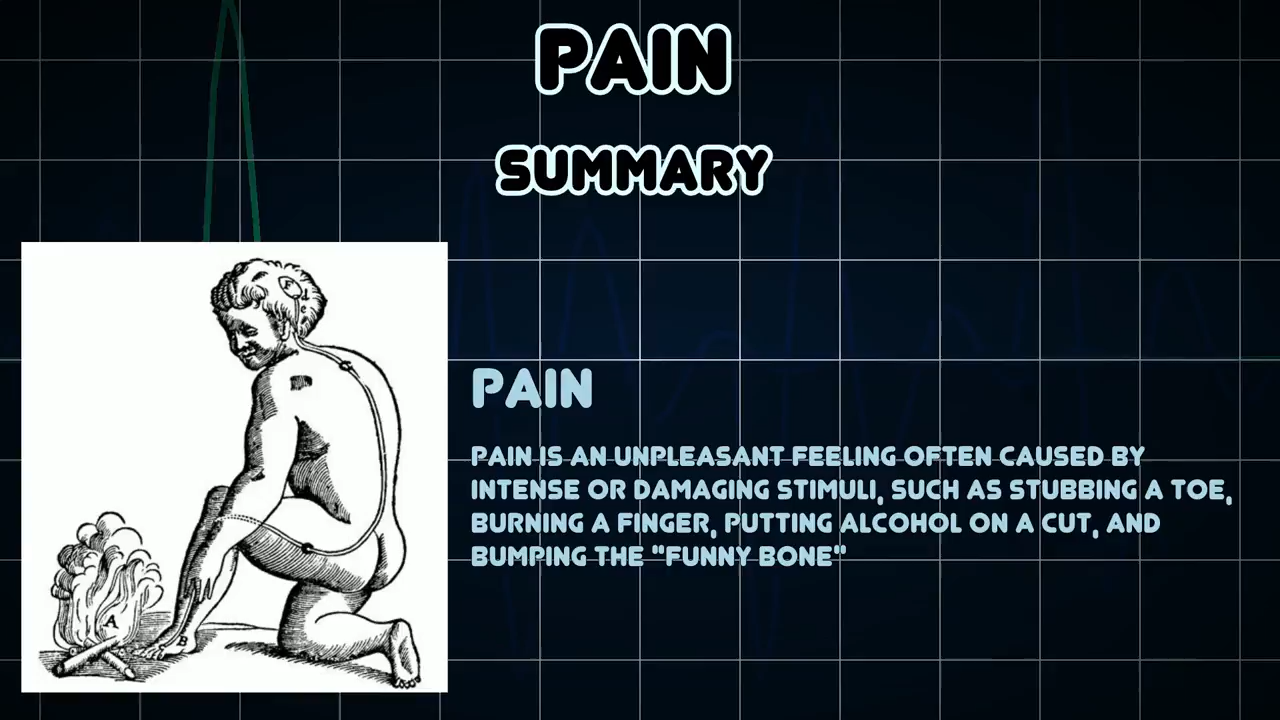 PAIN
SUMMARY
PAIN
PAIN IS AN UNPLEASANT FEELING OFTEN CAUSED BY
INTENSE OR DAMAGING STIMULI, SUCH AS STUBBING A TOE,
BURNING A FINGER, PUTTING ALCOHOL ON A CUT, AND
BUMPING THE "FUNNY BONE"
F
A
B